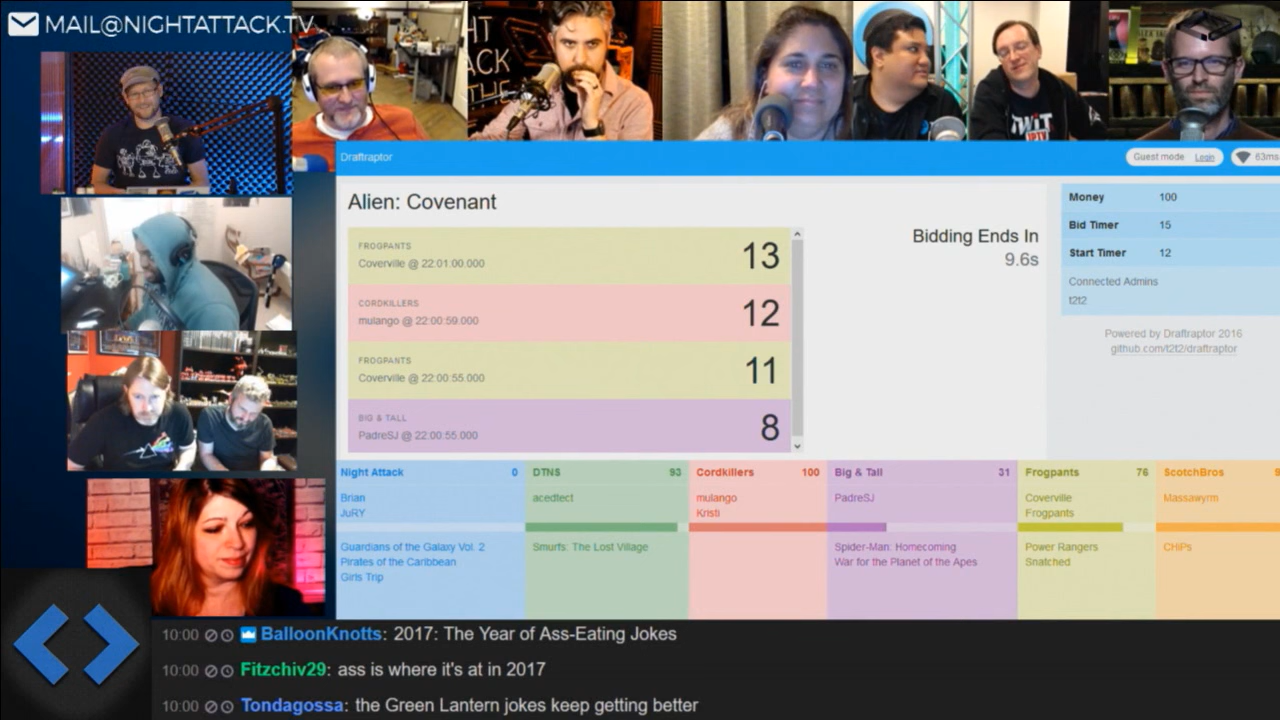 MAIL@NIGHTATTACK.TV
Draftraptor
Guest mode Login
63ms
Alien: Covenant
FROGPANTS
Coverville @ 22:01:00.000
13
CORDKILLERS
mulango @ 22:00:59.000
12
FROGPANTS
Coverville @ 22:00:55.000
11
BIG & TALL
PadreSJ @ 22:00:55.000
8
Bidding Ends In
9.6s
Money 100
Bid Timer 15
Start Timer 12
Connected Admins
t2t2
Powered by Draftraptor 2016
github.com/t2t2/draftraptor
Night Attack 0
Brian
JuRY
Guardians of the Galaxy Vol. 2
Pirates of the Caribbean
Girls Trip
DTNS 93
acedtect
Smurfs: The Lost Village
Cordkillers 100
mulango
Kristi
Big & Tall 31
PadreSJ
Spider-Man: Homecoming
War for the Planet of the Apes
Frogpants 76
Coverville
Frogpants
Power Rangers
Snatched
ScotchBros
Massawyrm
CHiPs
10:00 BalloonKnotts: 2017: The Year of Ass-Eating Jokes
10:00 Fitzchiv29: ass is where it's at in 2017
10:00 Tondagossa: the Green Lantern jokes keep getting better